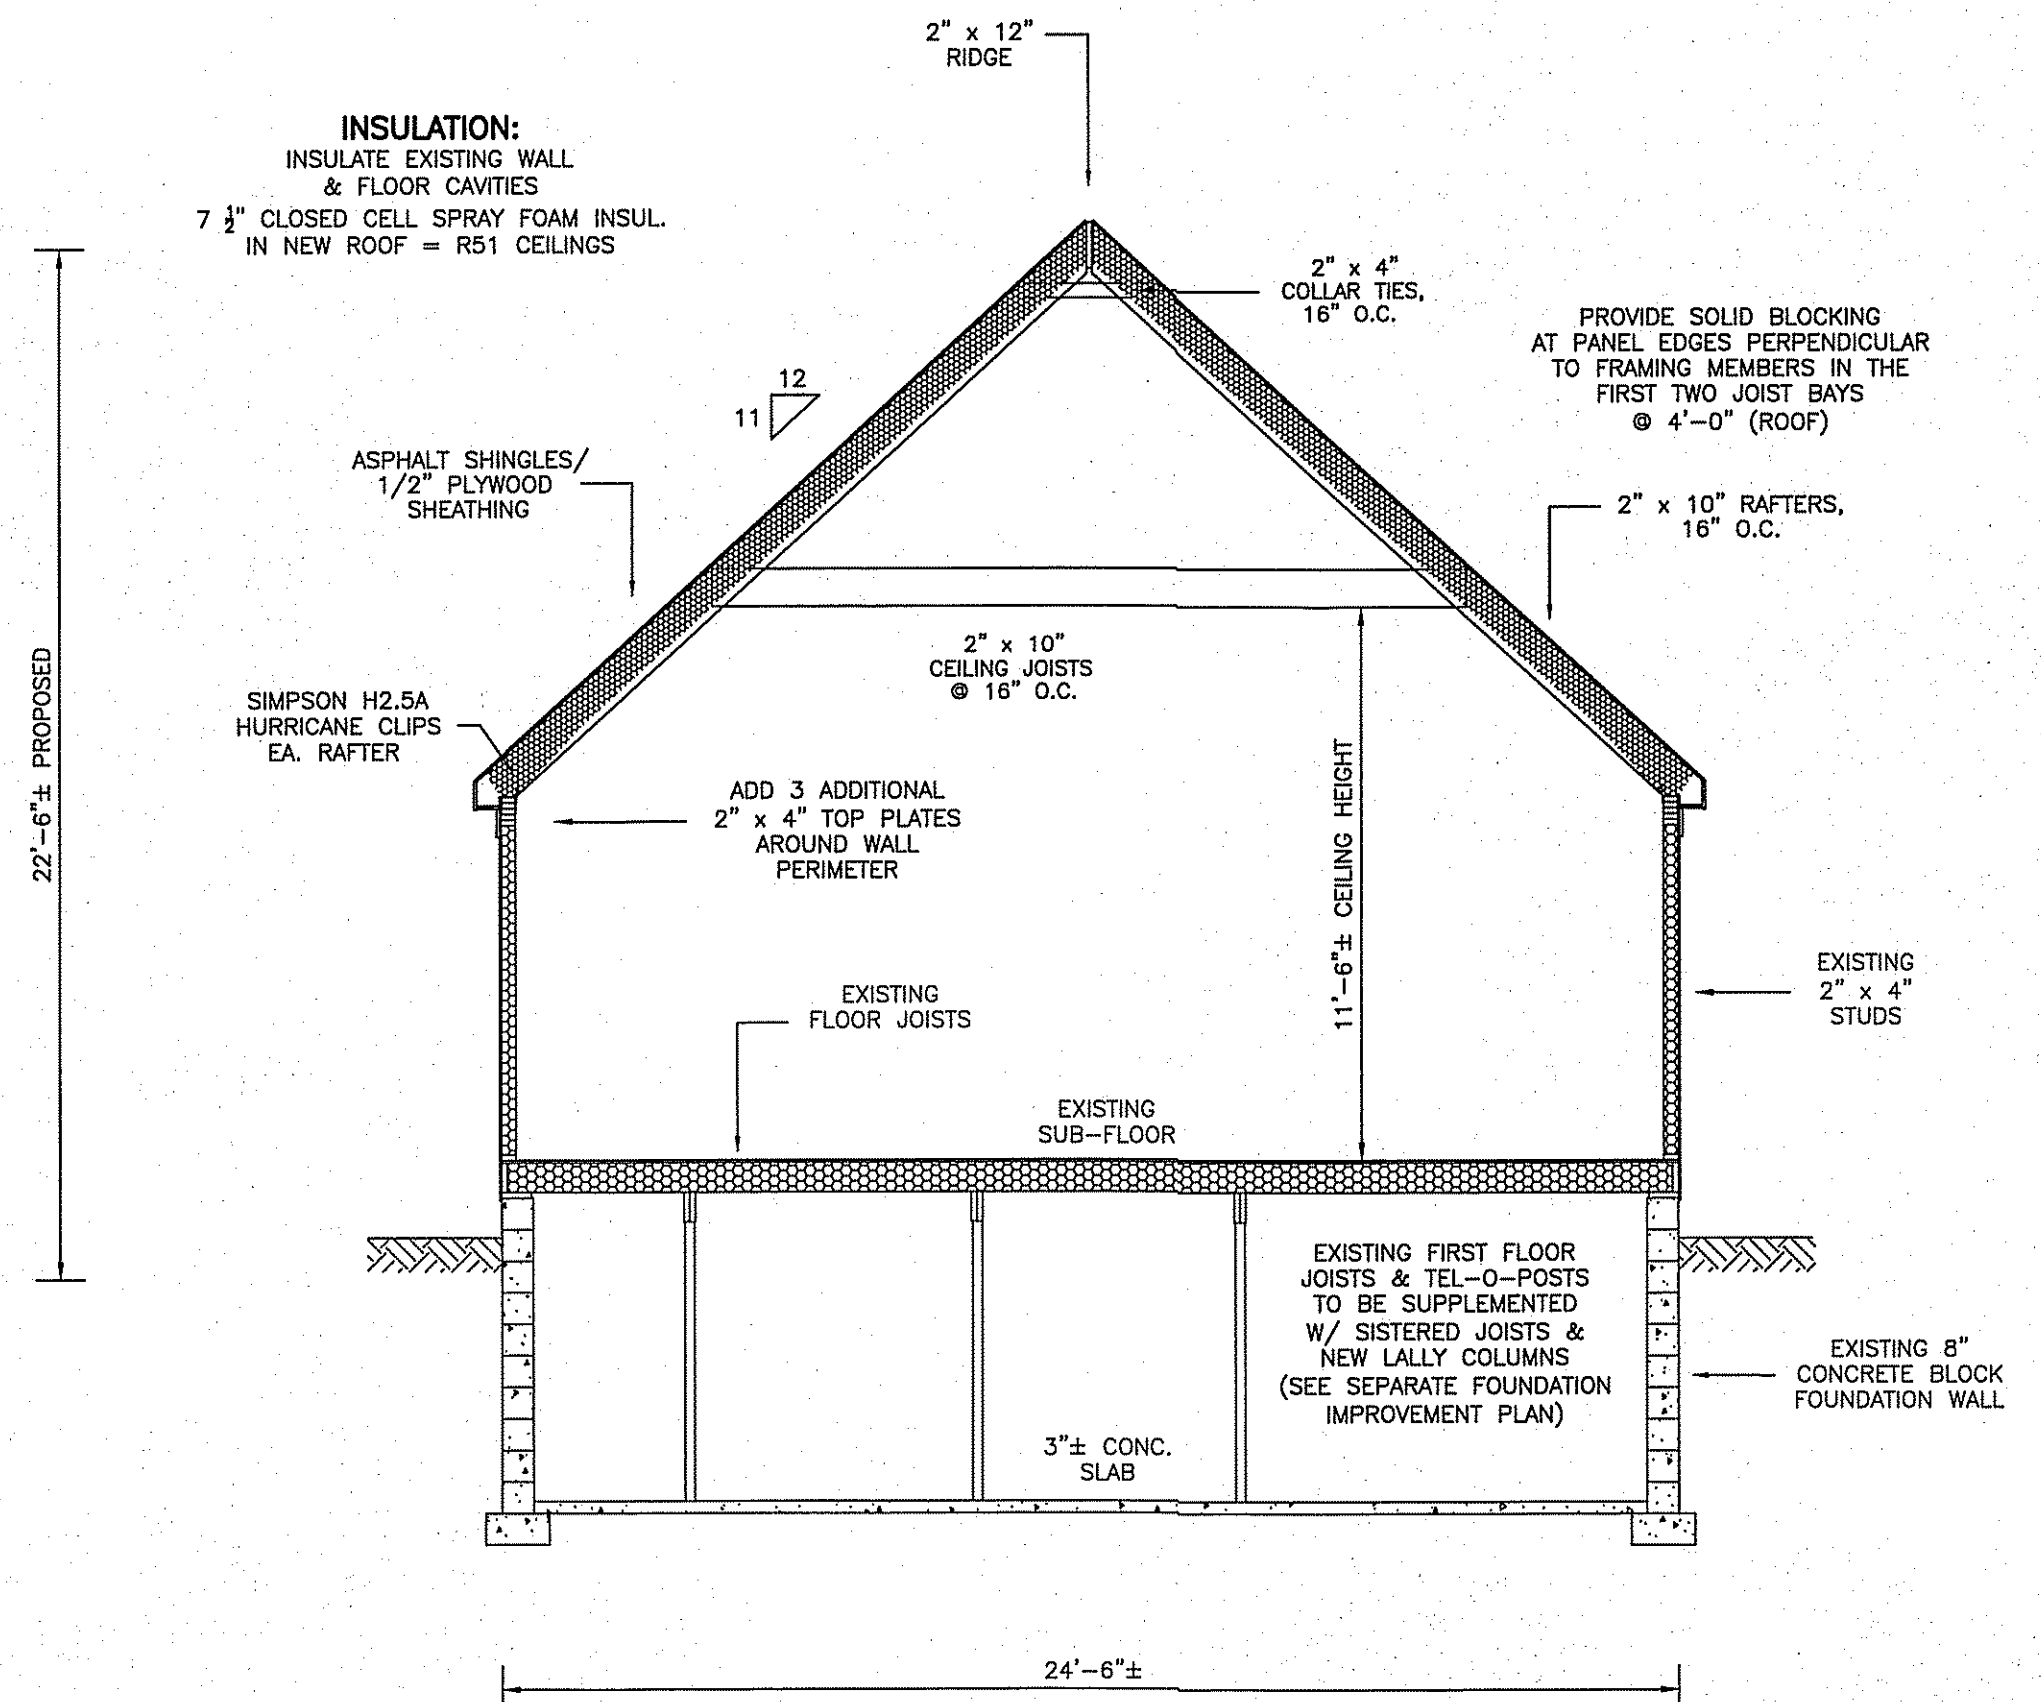 2" x 12"
RIDGE
INSULATION:
INSULATE EXISTING WALL
& FLOOR CAVITIES
7 ½" CLOSED CELL SPRAY FOAM INSUL.
IN NEW ROOF = R51 CEILINGS
2" x 4"
COLLAR TIES,
16" O.C.
PROVIDE SOLID BLOCKING
AT PANEL EDGES PERPENDICULAR
TO FRAMING MEMBERS IN THE
FIRST TWO JOIST BAYS
@ 4'-0" (ROOF)
12
11
ASPHALT SHINGLES/
1/2" PLYWOOD
SHEATHING
2" x 10" RAFTERS,
16" O.C.
2" x 10"
CEILING JOISTS
@ 16" O.C.
22'-6"± PROPOSED
SIMPSON H2.5A
HURRICANE CLIPS
EA. RAFTER
ADD 3 ADDITIONAL
2" x 4" TOP PLATES
AROUND WALL
PERIMETER
11'-6"± CEILING HEIGHT
EXISTING
2" x 4"
STUDS
EXISTING
FLOOR JOISTS
EXISTING
SUB-FLOOR
EXISTING FIRST FLOOR
JOISTS & TEL-O-POSTS
TO BE SUPPLEMENTED
W/ SISTERED JOISTS &
NEW LALLY COLUMNS
(SEE SEPARATE FOUNDATION
IMPROVEMENT PLAN)
EXISTING 8"
CONCRETE BLOCK
FOUNDATION WALL
3"± CONC.
SLAB
24'-6"±